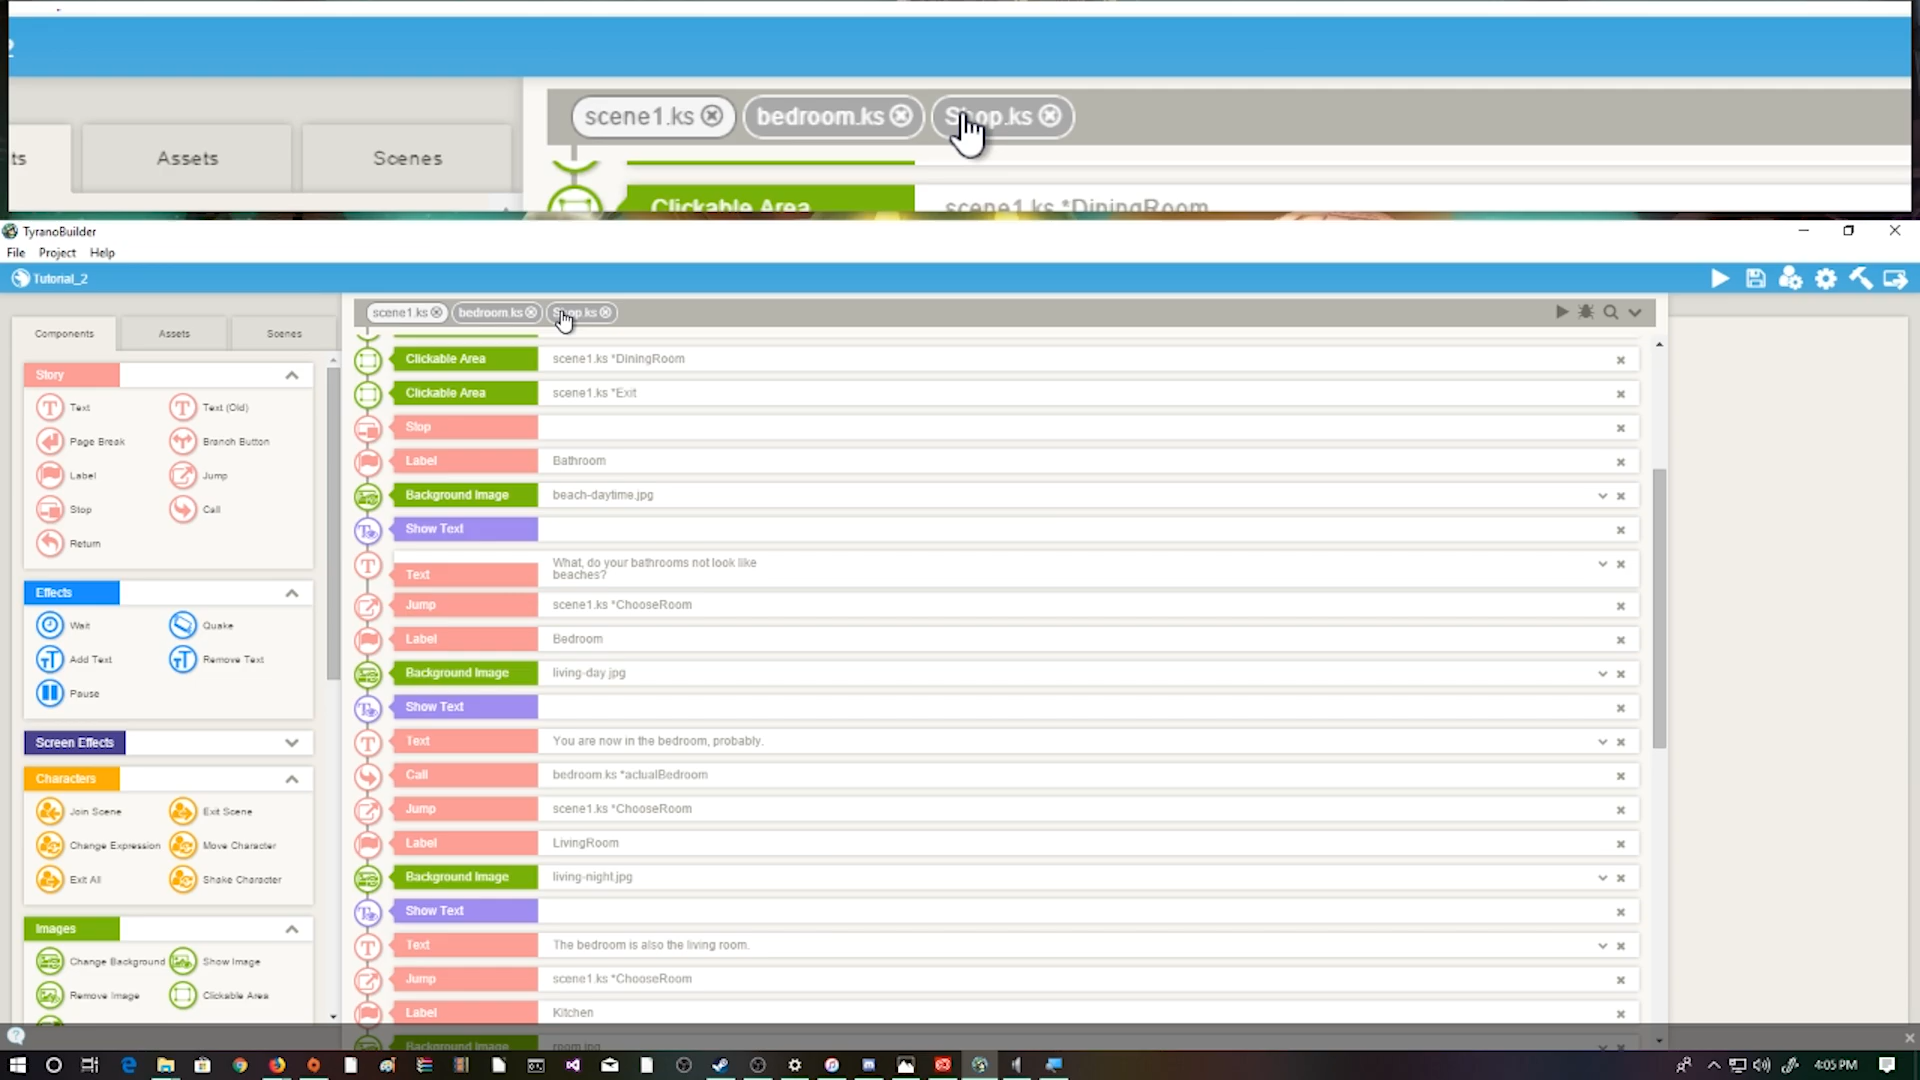 scene1.ks bedroom.ks Shop.ks
ts Assets Scenes
Clickable Area scene1.ks *DiningRoom
TyranoBuilder
File Project Help
Tutorial_2
scene1.ks bedroom.ks Shop.ks
Components Assets Scenes
Clickable Area scene1.ks *DiningRoom
Clickable Area scene1.ks *Exit
Stop
Label Bathroom
Background Image beach-daytime.jpg
Show Text
Text What, do your bathrooms not look like
beaches?
Jump scene1.ks *ChooseRoom
Label Bedroom
Background Image living-day.jpg
Show Text
Text You are now in the bedroom, probably.
Call bedroom.ks *actualBedroom
Jump scene1.ks *ChooseRoom
Label LivingRoom
Background Image living-night.jpg
Show Text
Text The bedroom is also the living room.
Jump scene1.ks *ChooseRoom
Label Kitchen
Background Image room.jpg
Story
Text Text (Old)
Page Break Branch Button
Label Jump
Stop Call
Return
Effects
Wait Quake
Add Text Remove Text
Pause
Screen Effects
Characters
Join Scene Exit Scene
Change Expression Move Character
Exit All Shake Character
Images
Change Background Show Image
Remove Image Clickable Area
4:05 PM